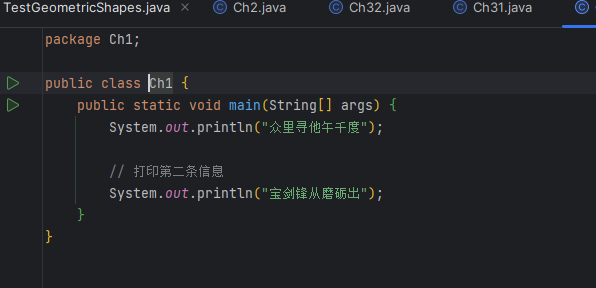 TestGeometricShapes.java × Ch2.java Ch32.java Ch31.java
package Ch1;
public class Ch1 {
public static void main(String[] args) {
System.out.println("众里寻他午千度");
// 打印第二条信息
System.out.println("宝剑锋从磨砺出");
}
}